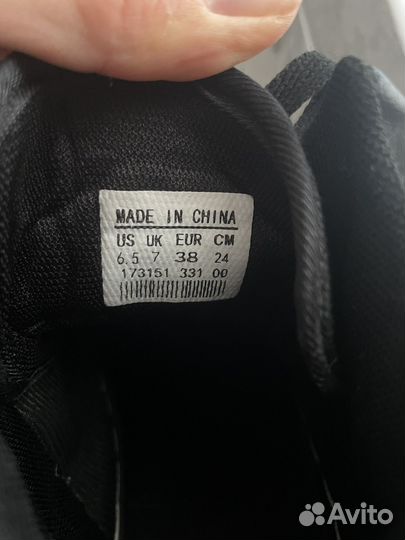 MADE IN CHINA
US UK EUR CM
6.5 7 38 24
173151 331 00
Avito